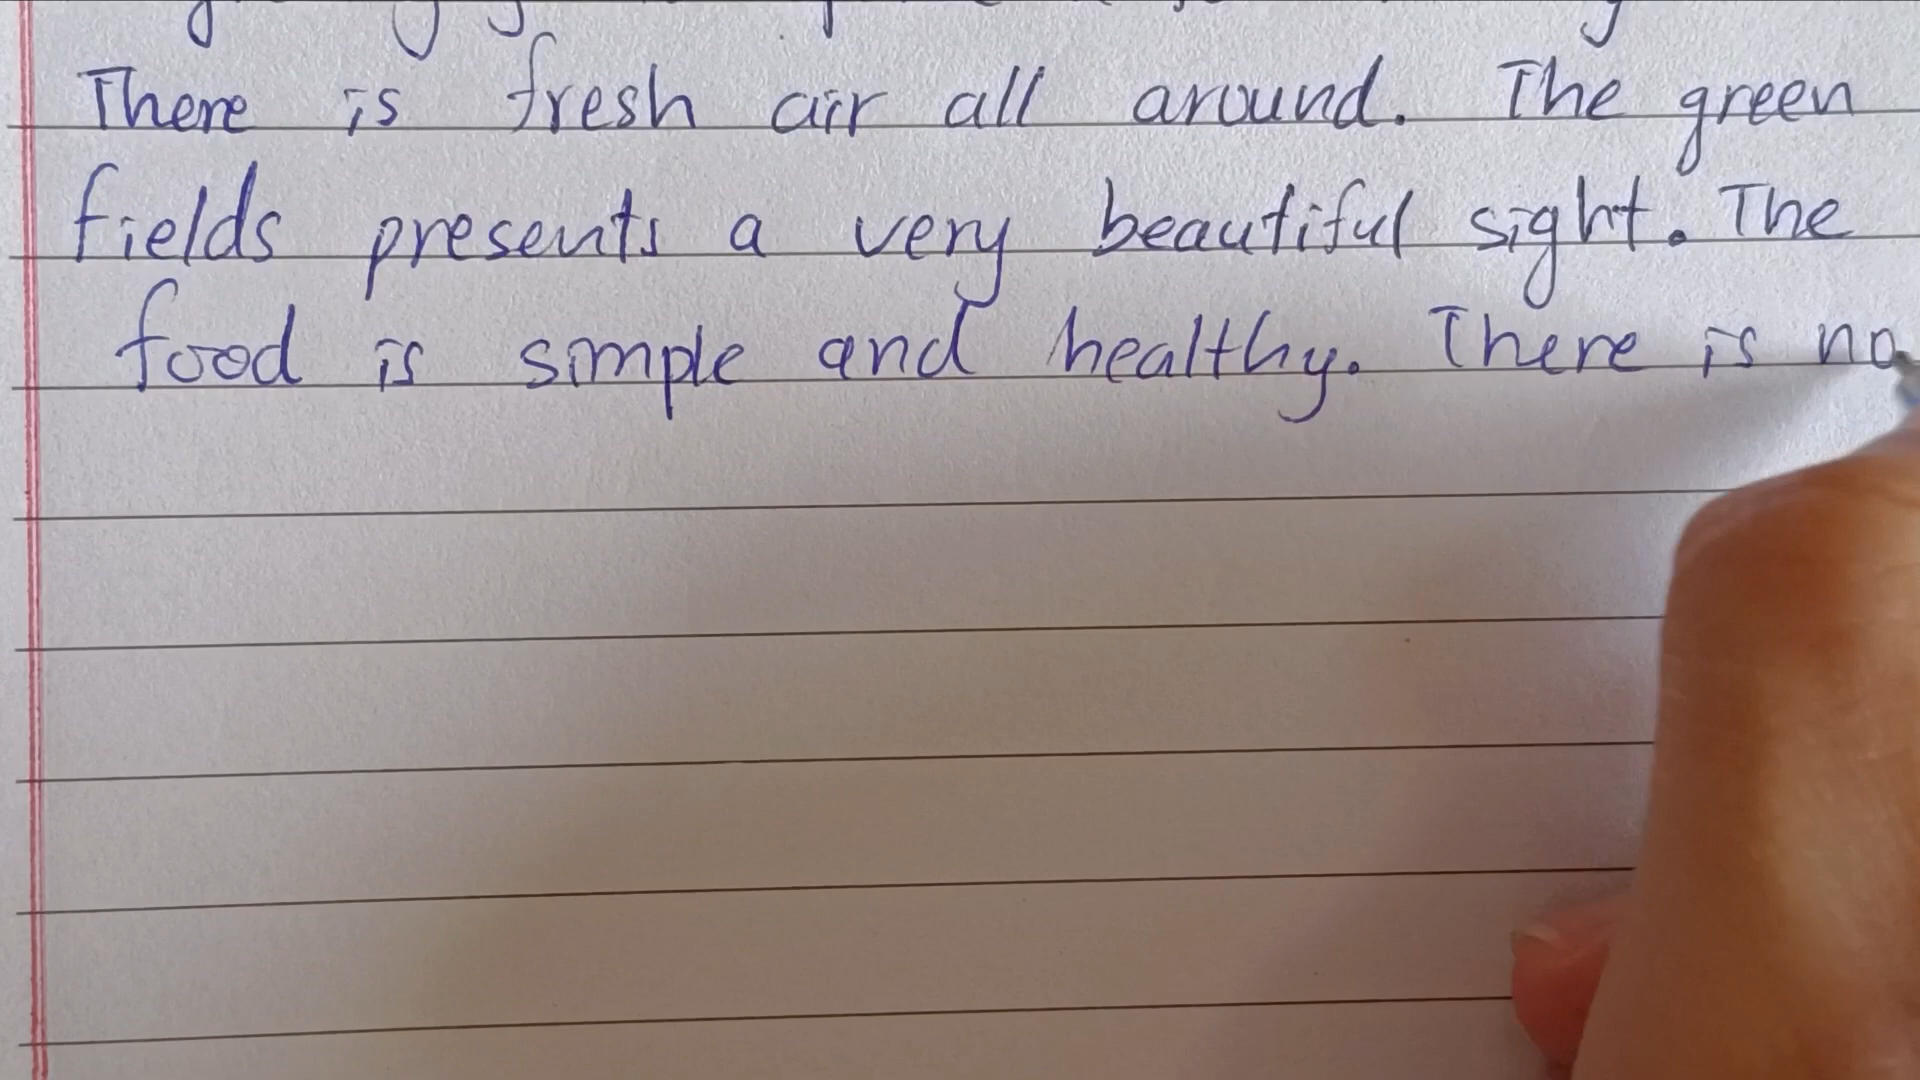 There is fresh air all around. The green
fields presents a very beautiful sight. The
food is simple and healthy. There is no